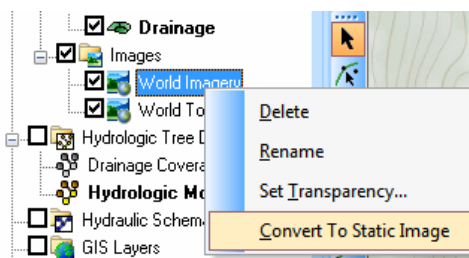 Drainage
Images
World Imagery
World To
Delete
Hydrologic Tree D
Rename
Drainage Covera
Set Transparency...
Hydrologic Mo
Hydraulic Schem
Convert To Static Image
GIS Layers